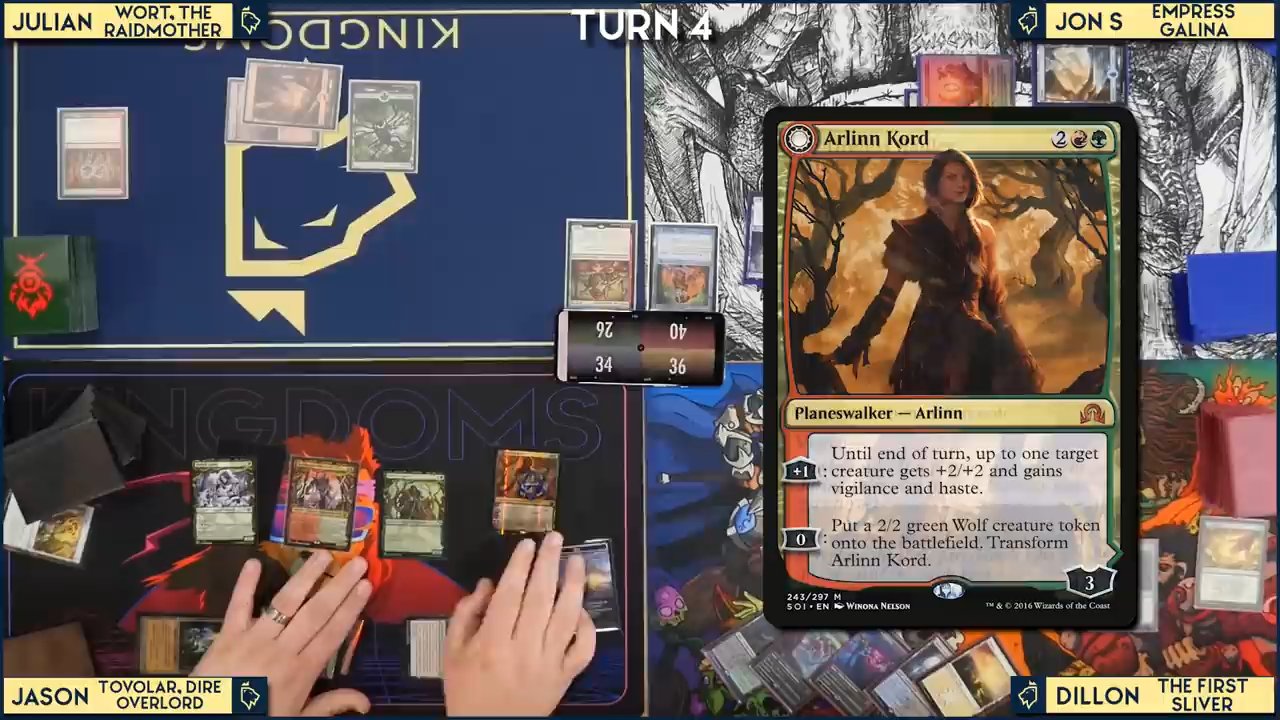 JULIAN
WORT, THE
RAIDMOTHER
TURN 4
JON S
EMPRESS
GALINA
KINGDOMS
Arlinn Kord
2
Planeswalker — Arlinn
+1 : Until end of turn, up to one target
creature gets +2/+2 and gains
vigilance and haste.
0 : Put a 2/2 green Wolf creature token
onto the battlefield. Transform
Arlinn Kord.
3
243/297 M
SOI • EN WINONA NELSON
™ & © 2016 Wizards of the Coast
26
40
34
36
KINGDOMS
JASON
TOVOLAR, DIRE
OVERLORD
DILLON
THE FIRST
SLIVER